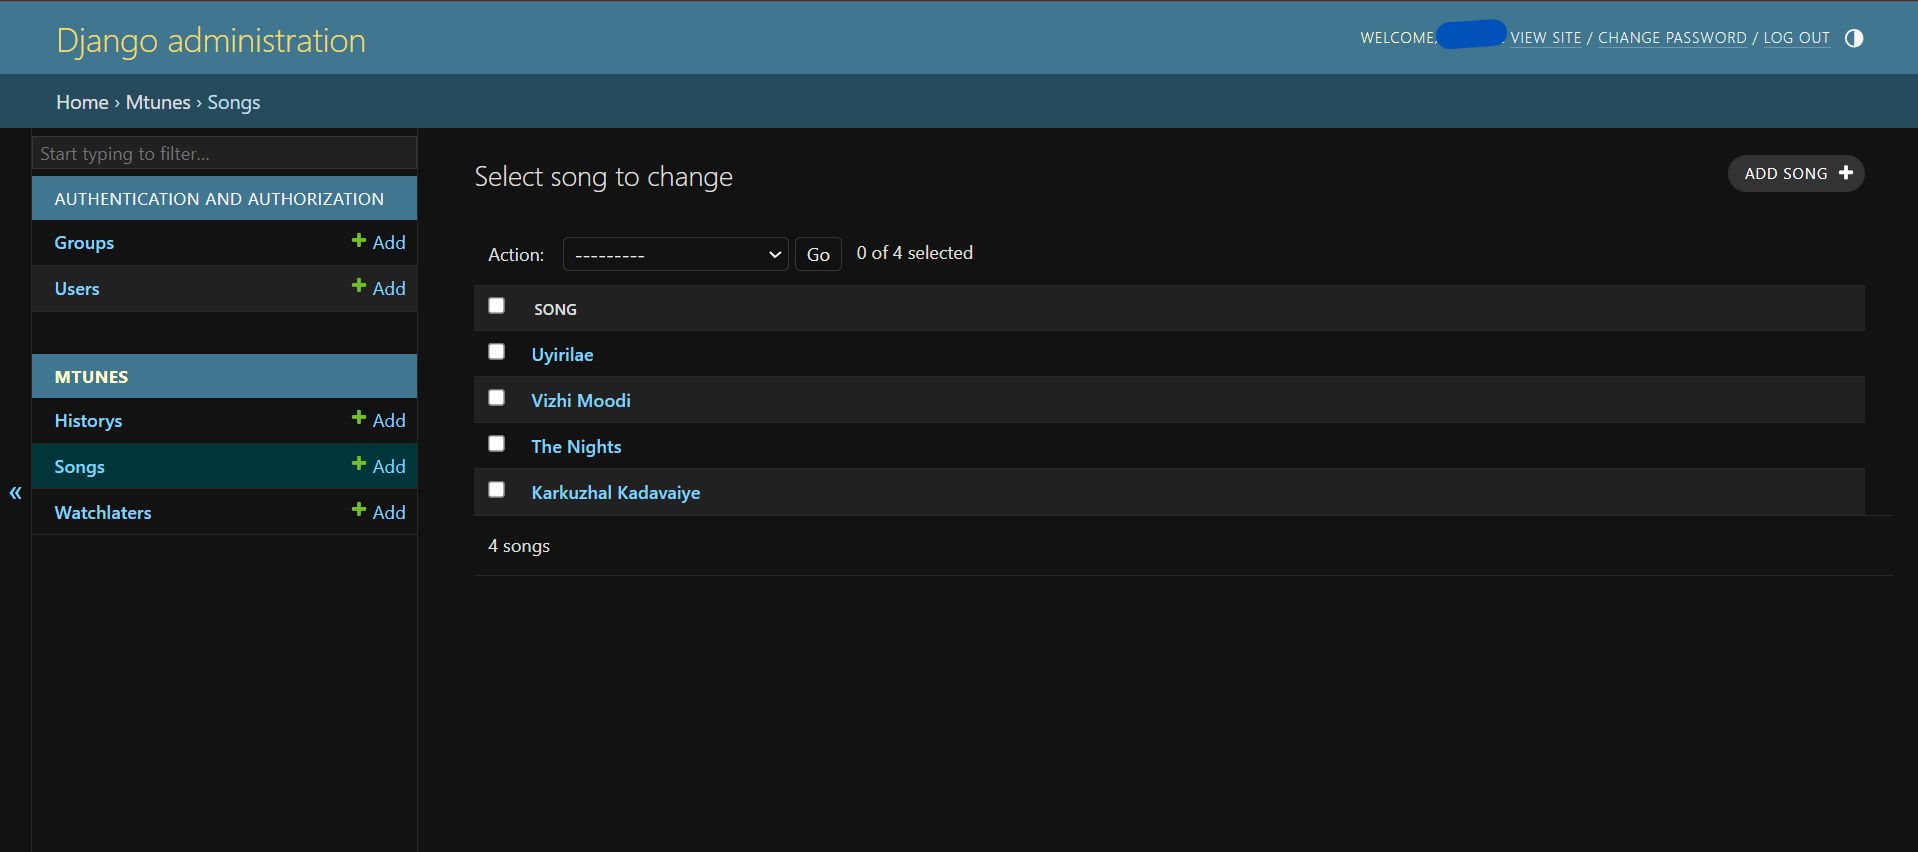 Django administration
WELCOME, VIEW SITE / CHANGE PASSWORD / LOG OUT
Home › Mtunes › Songs
Start typing to filter...
AUTHENTICATION AND AUTHORIZATION
Groups + Add
Users + Add
MTUNES
Historys + Add
Songs + Add
Watchlaters + Add
«
Select song to change
ADD SONG +
Action: --------- Go 0 of 4 selected
SONG
Uyirilae
Vizhi Moodi
The Nights
Karkuzhal Kadavaiye
4 songs